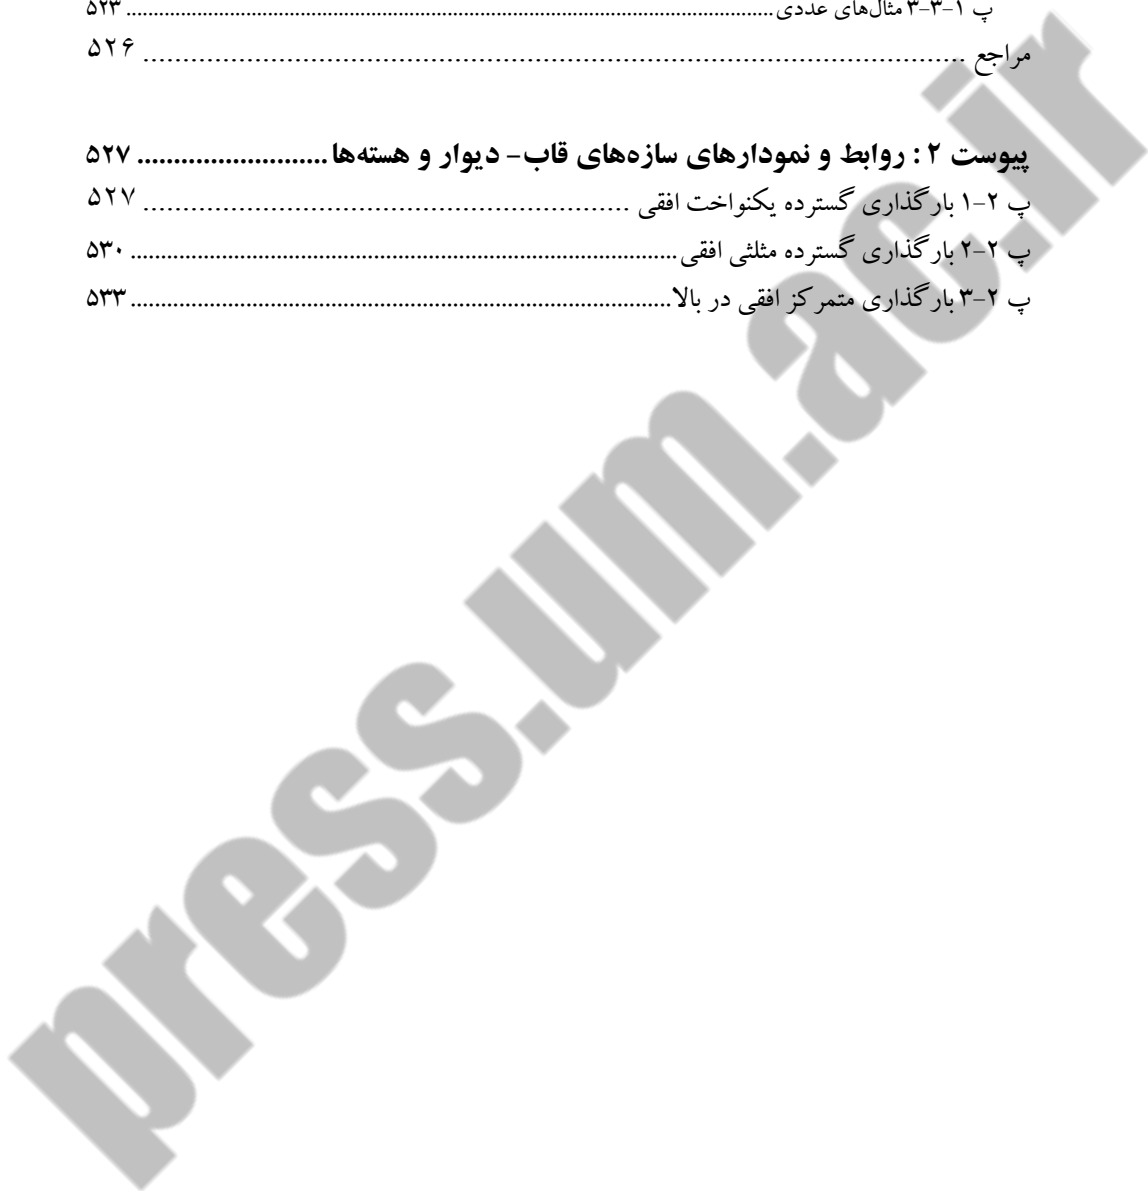 پ ۱-۳-۳ مثال‌های عددی ........ ۵۲۳
مراجع ........ ۵۲۶
پیوست ۲ : روابط و نمودارهای سازه‌های قاب- دیوار و هسته‌ها ........ ۵۲۷
پ ۲-۱ بارگذاری گسترده یکنواخت افقی ........ ۵۲۷
پ ۲-۲ بارگذاری گسترده مثلثی افقی ........ ۵۳۰
پ ۲-۳ بارگذاری متمرکز افقی در بالا ........ ۵۳۳
press.um.ac.ir